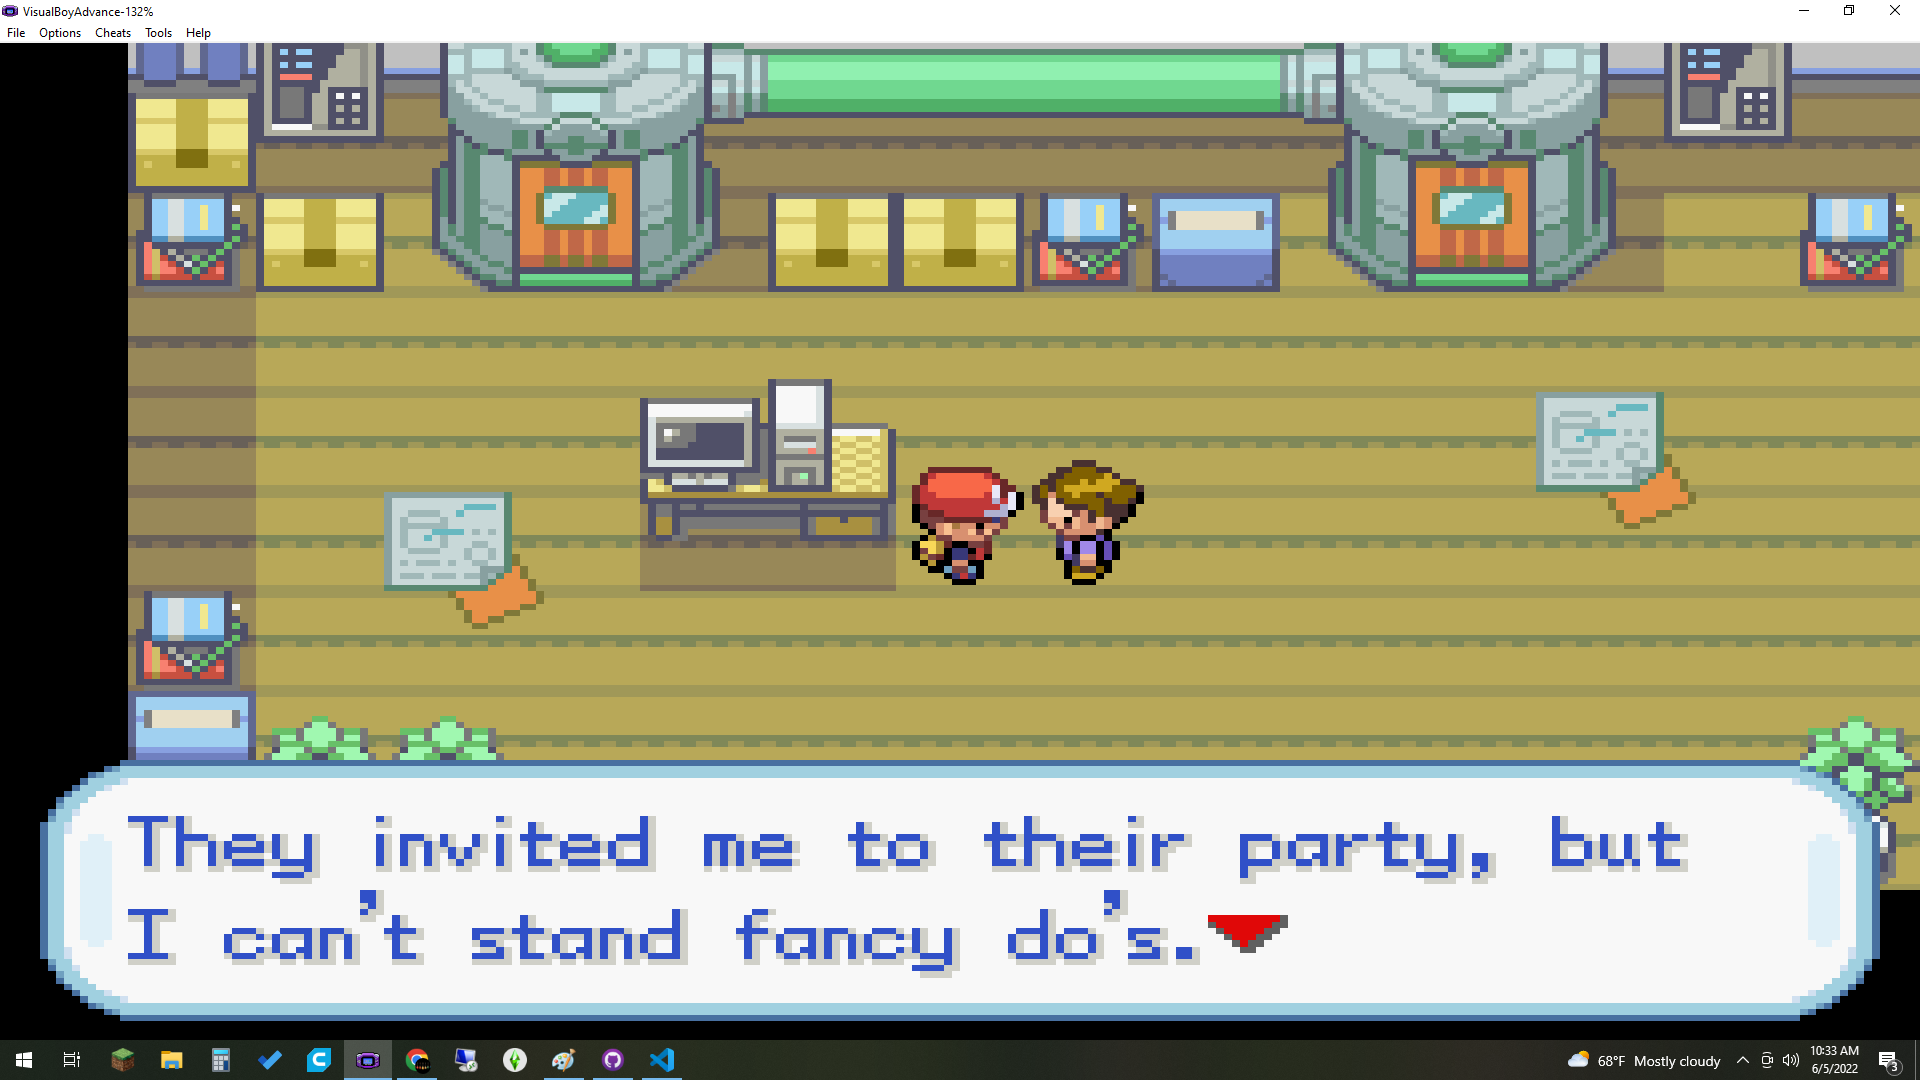 VisualBoyAdvance-132%
File Options Cheats Tools Help
They invited me to their party, but
I can't stand fancy do's.
68°F Mostly cloudy
10:33 AM
6/5/2022
3